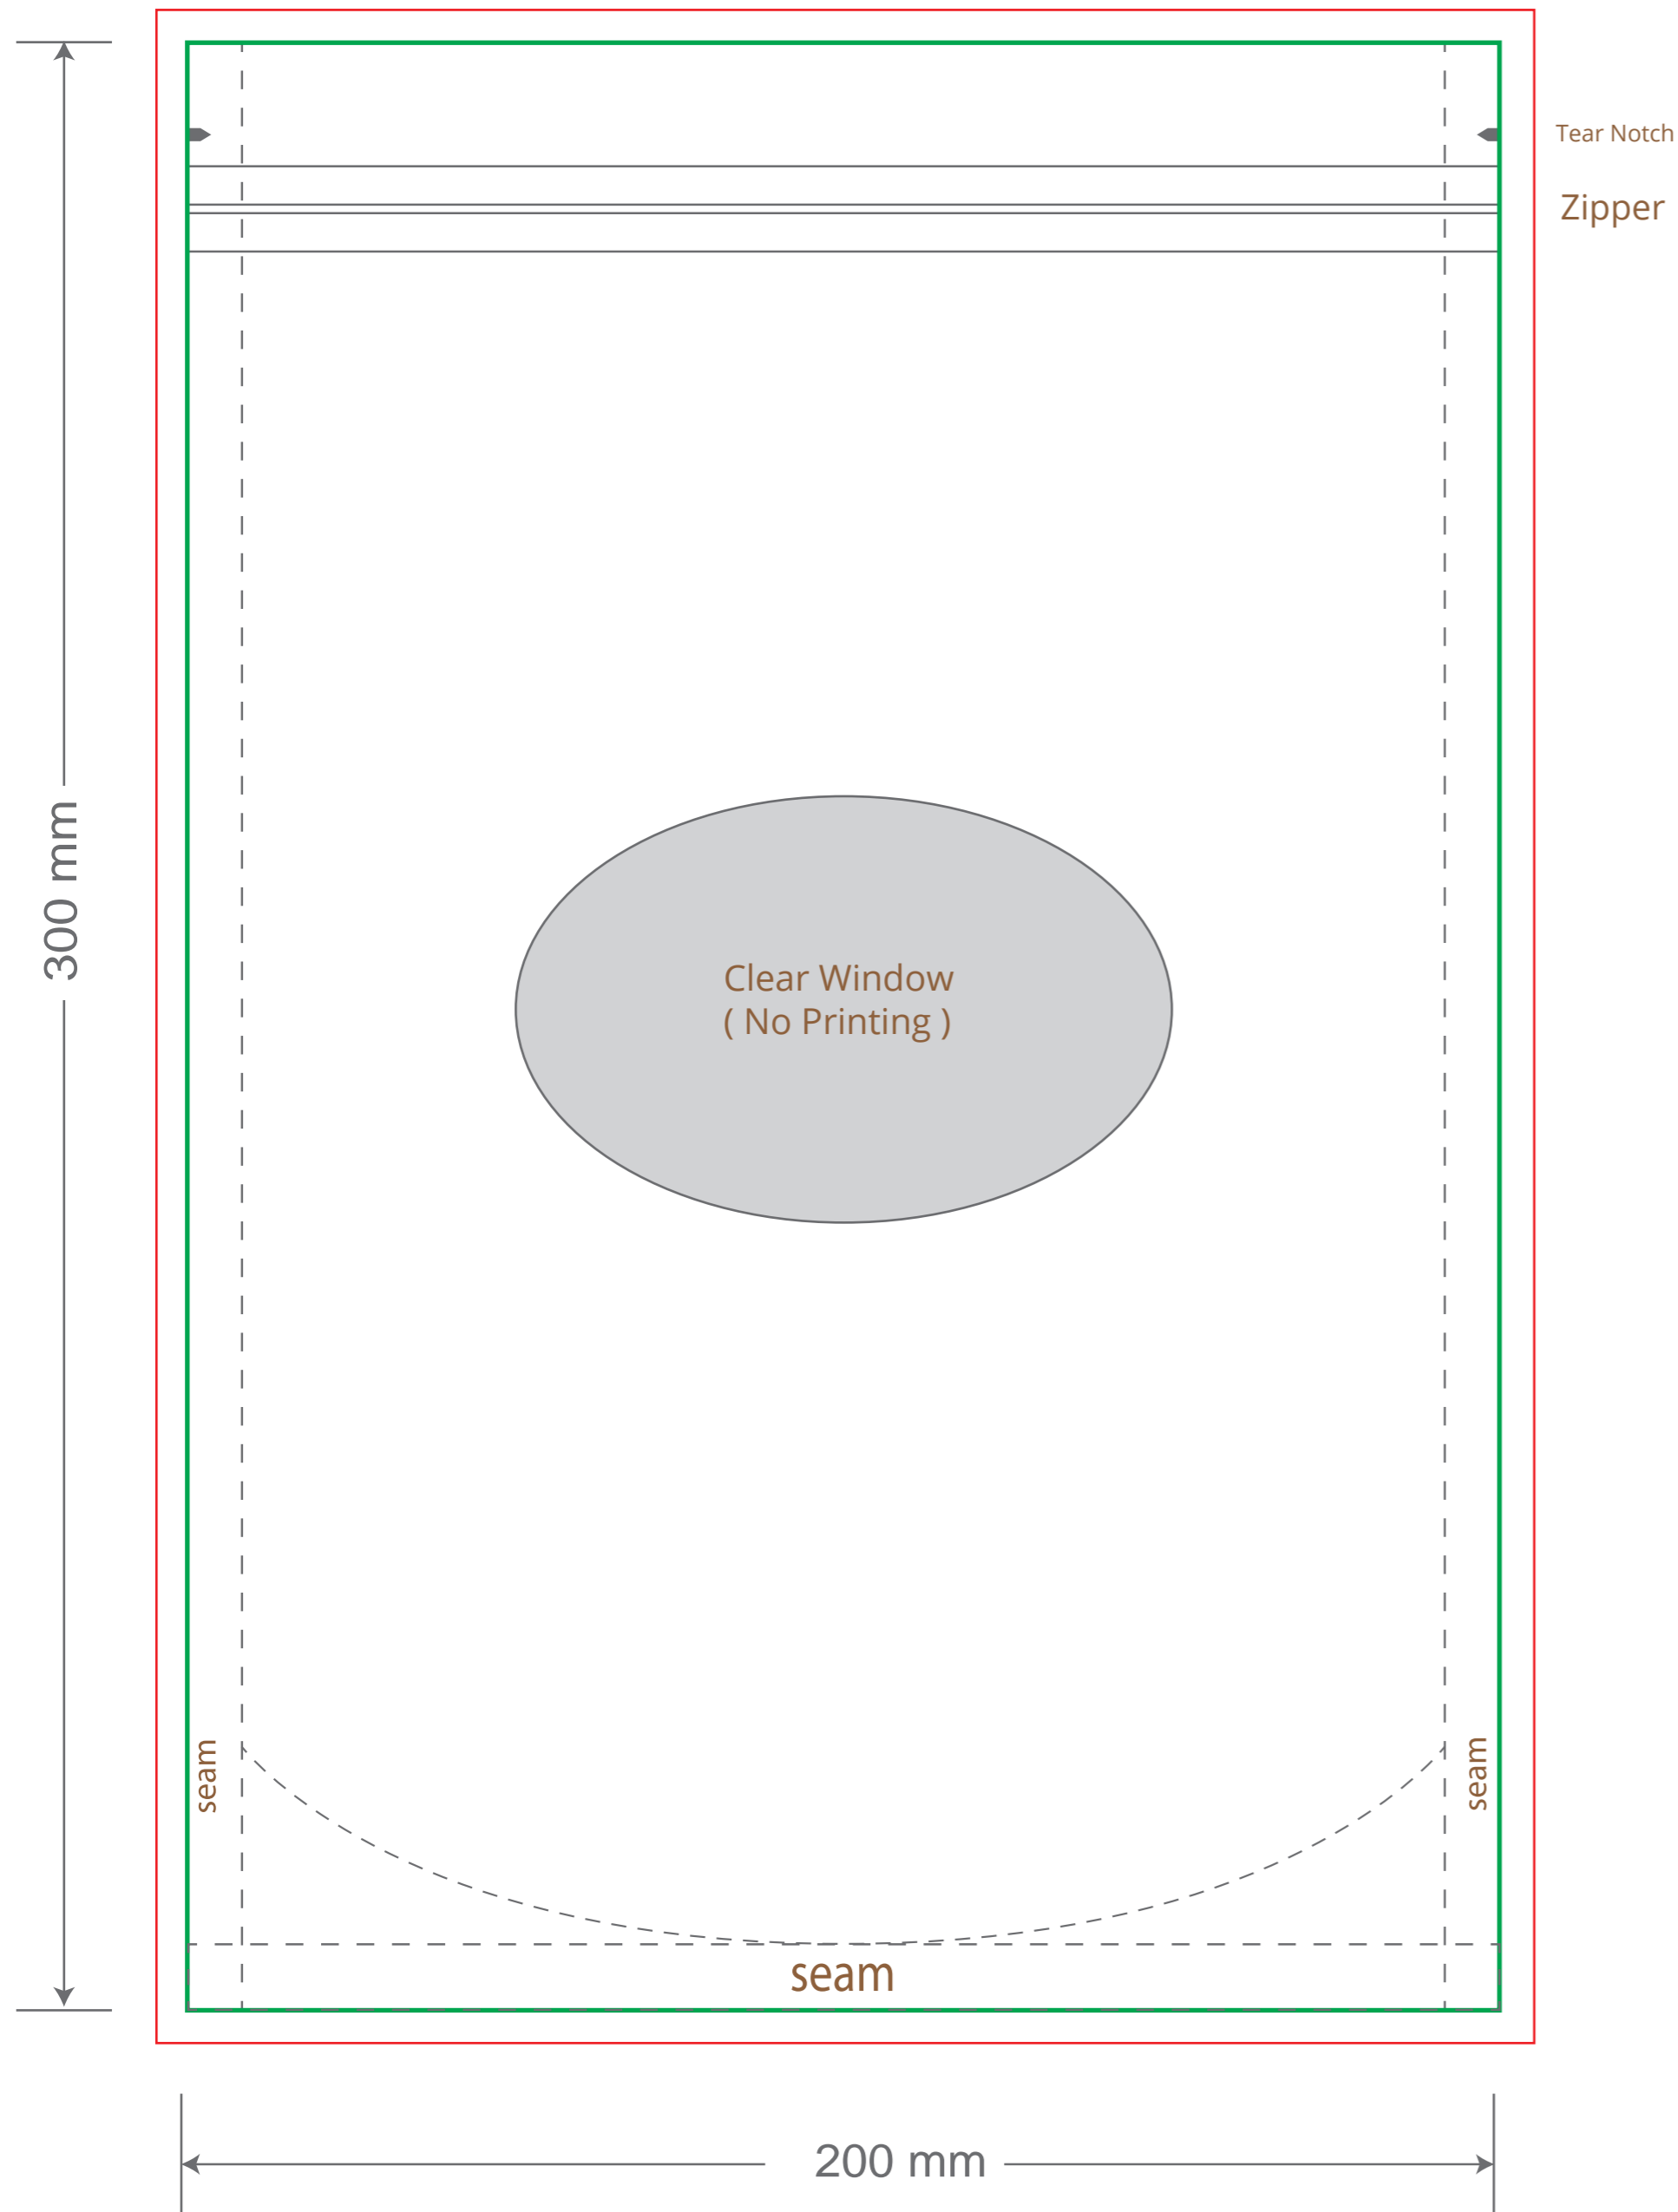 Tear Notch
Zipper
300 mm
Clear Window
( No Printing )
seam
seam
seam
200 mm